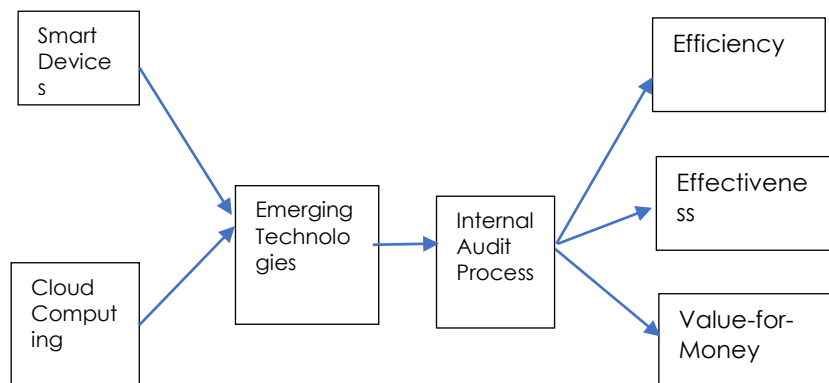 Smart
Device
s
Efficiency
Emerging
Technolo
gies
Internal
Audit
Process
Effectivene
ss
Cloud
Comput
ing
Value-for-
Money